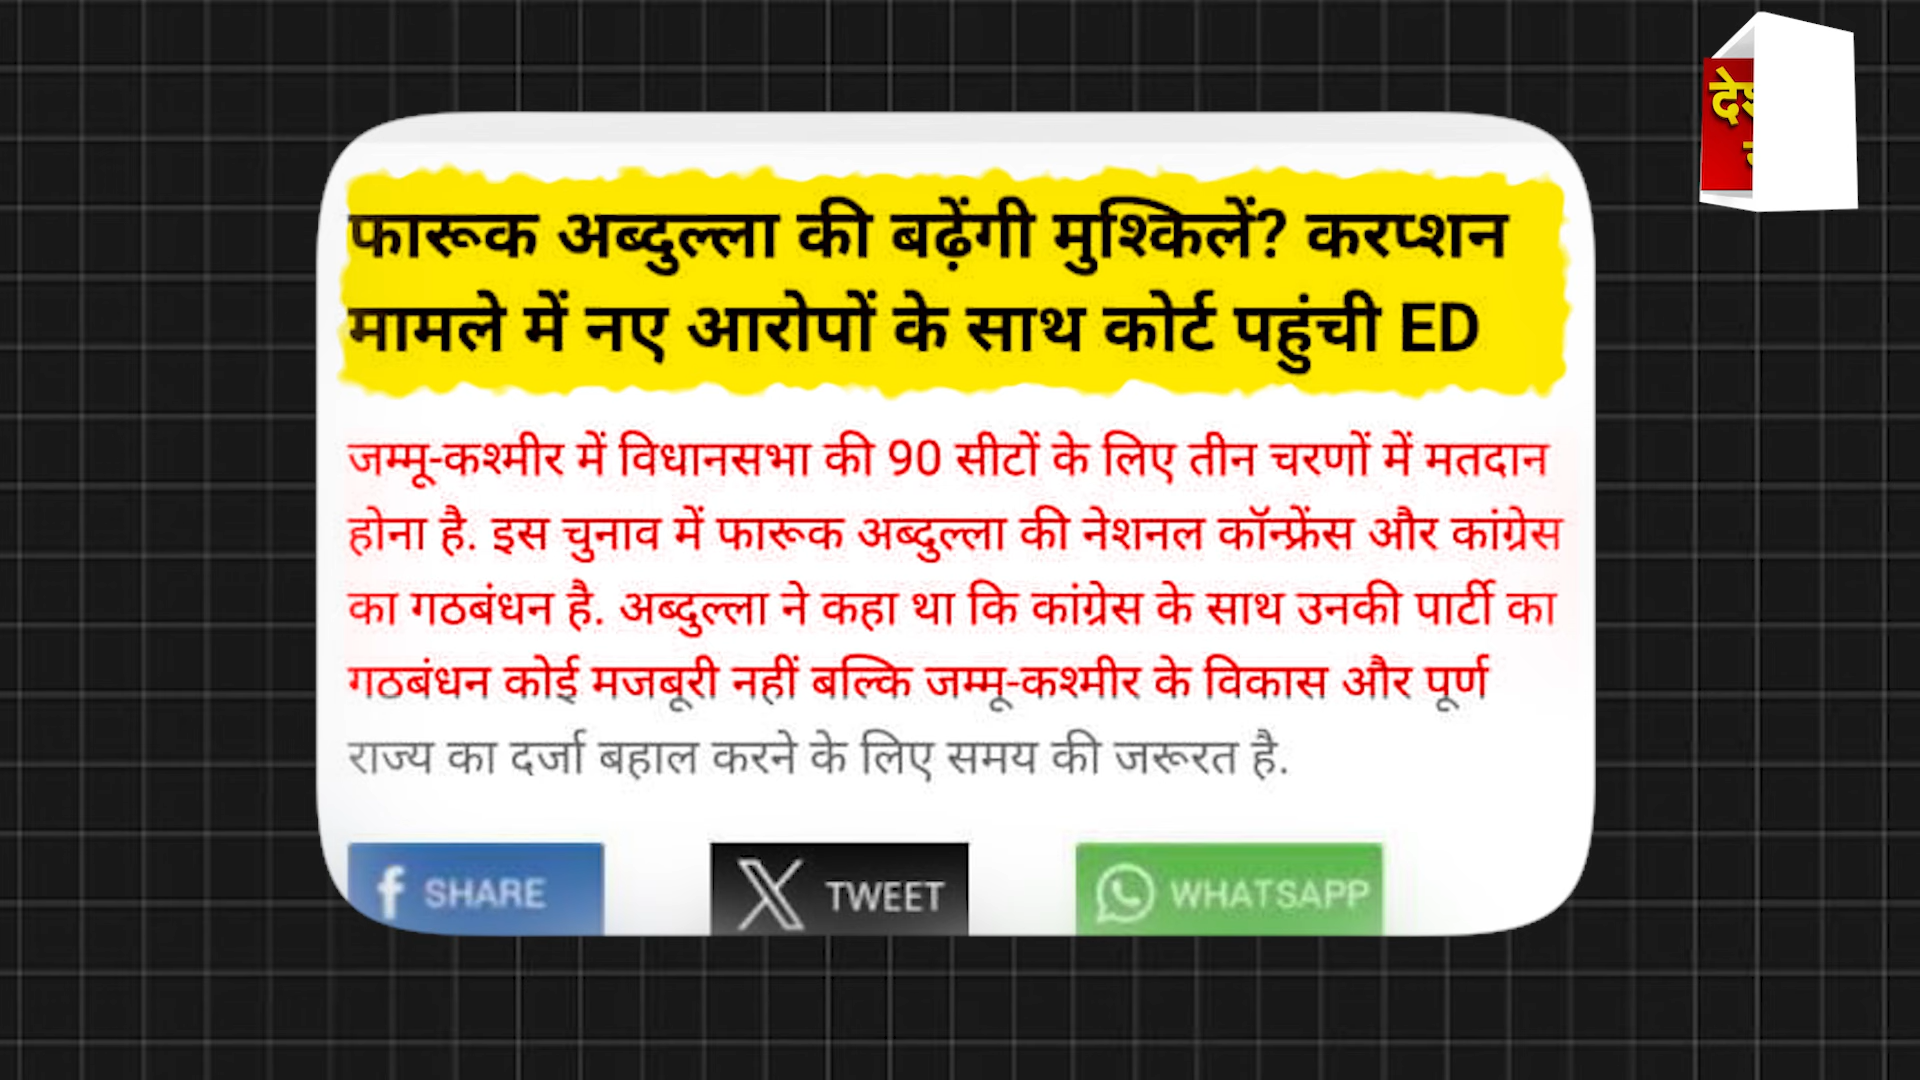 फारूक अब्दुल्ला की बढ़ेंगी मुश्किलें? करप्शन
मामले में नए आरोपों के साथ कोर्ट पहुंची ED
जम्मू-कश्मीर में विधानसभा की 90 सीटों के लिए तीन चरणों में मतदान
होना है. इस चुनाव में फारूक अब्दुल्ला की नेशनल कॉन्फ्रेंस और कांग्रेस
का गठबंधन है. अब्दुल्ला ने कहा था कि कांग्रेस के साथ उनकी पार्टी का
गठबंधन कोई मजबूरी नहीं बल्कि जम्मू-कश्मीर के विकास और पूर्ण
राज्य का दर्जा बहाल करने के लिए समय की जरूरत है.
SHARE TWEET WHATSAPP